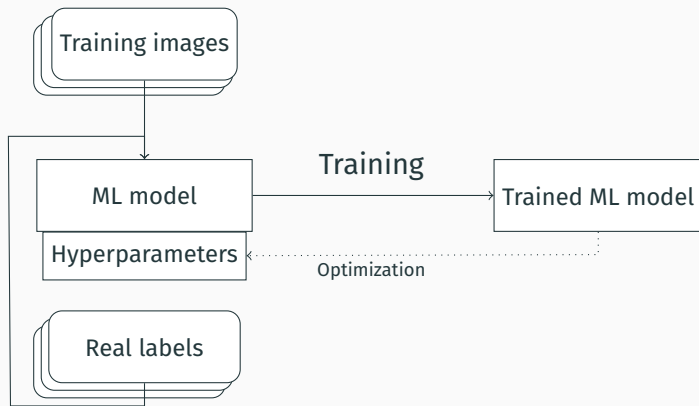 Training images
Training
ML model
Trained ML model
Hyperparameters
Optimization
Real labels